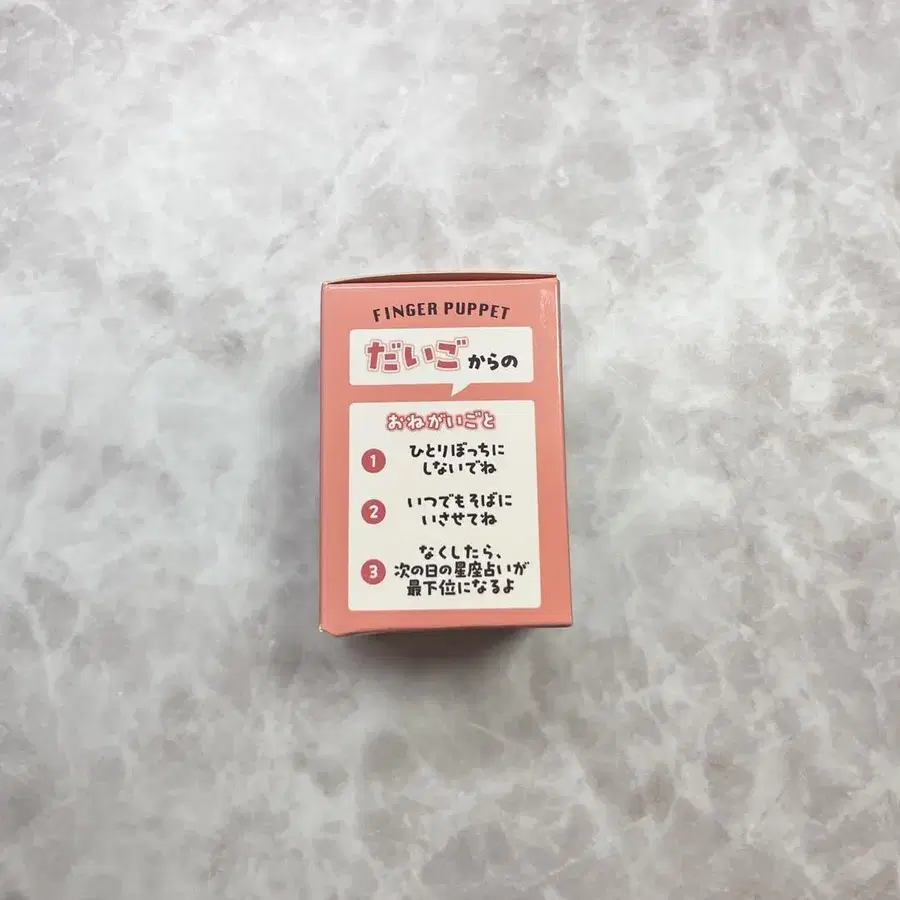 FINGER PUPPET
だいごからの
おねがいごと
1 ひとりぼっちに
しないでね
2 いつでもそばに
いさせてね
3 なくしたら、
次の日の星座占いが
最下位になるよ